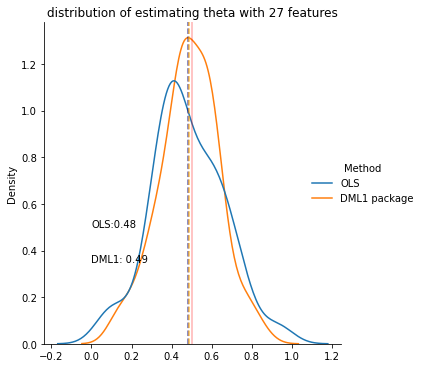 distribution of estimating theta with 27 features
Density
1.2
1.0
0.8
0.6
0.4
0.2
0.0
OLS:0.48
DML1: 0.49
Method
OLS
DML1 package
−0.2 0.0 0.2 0.4 0.6 0.8 1.0 1.2